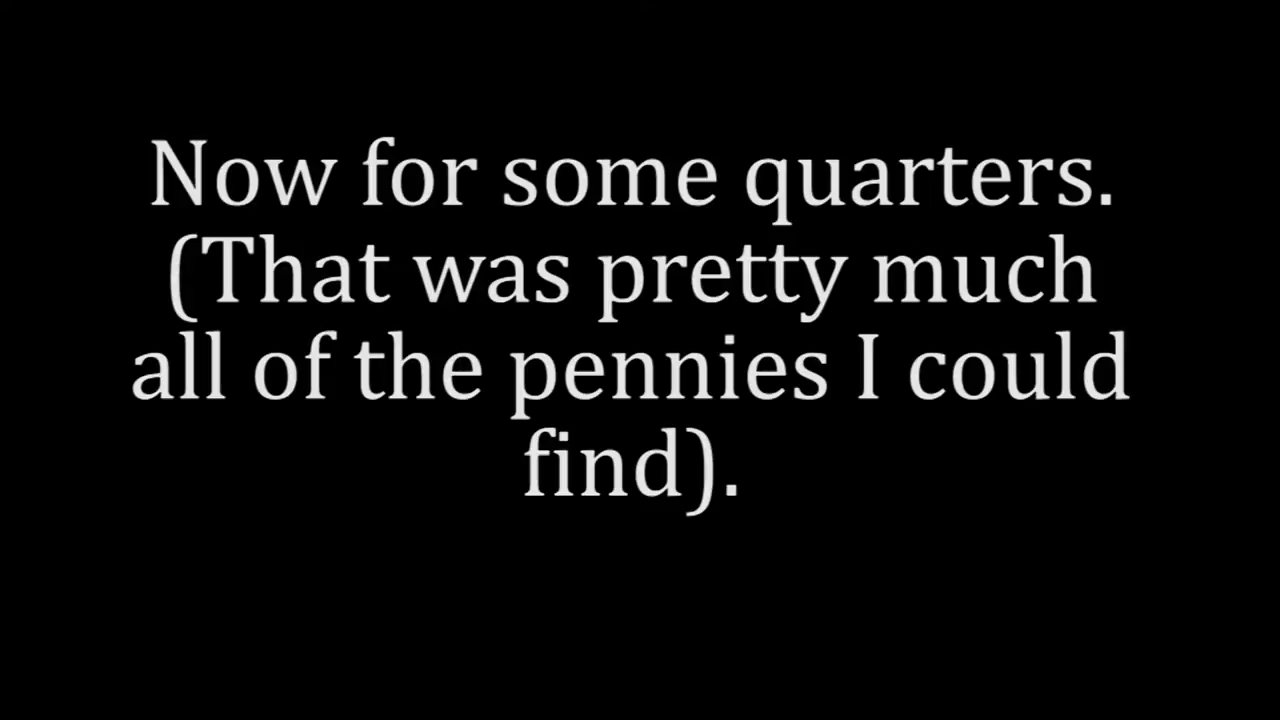 Now for some quarters.
(That was pretty much
all of the pennies I could
find).